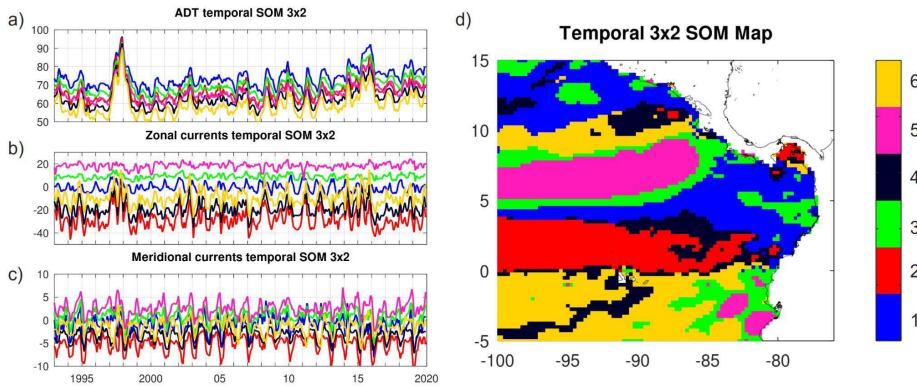 a)
ADT temporal SOM 3x2
100
90
80
70
60
50
b)
Zonal currents temporal SOM 3x2
20
0
-20
-40
c)
Meridional currents temporal SOM 3x2
10
5
0
-5
-10
1995 2000 05 10 15 2020
d)
Temporal 3x2 SOM Map
15
10
5
0
-5
-100 -95 -90 -85 -80
6
5
4
3
2
1